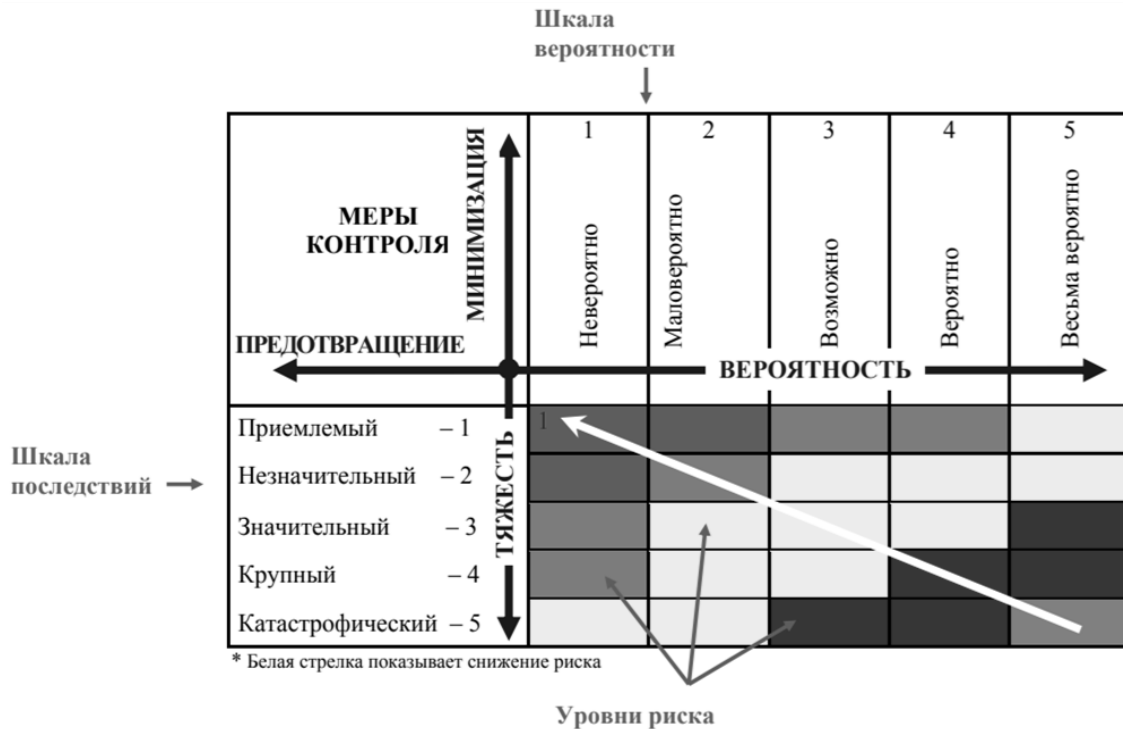 Шкала
вероятности
1 2 3 4 5
МЕРЫ
КОНТРОЛЯ
МИНИМИЗАЦИЯ
Невероятно
Маловероятно
Возможно
Вероятно
Весьма вероятно
ПРЕДОТВРАЩЕНИЕ
ВЕРОЯТНОСТЬ
Шкала
последствий
Приемлемый – 1
Незначительный – 2
Значительный – 3
Крупный – 4
Катастрофический – 5
ТЯЖЕСТЬ
1
* Белая стрелка показывает снижение риска
Уровни риска